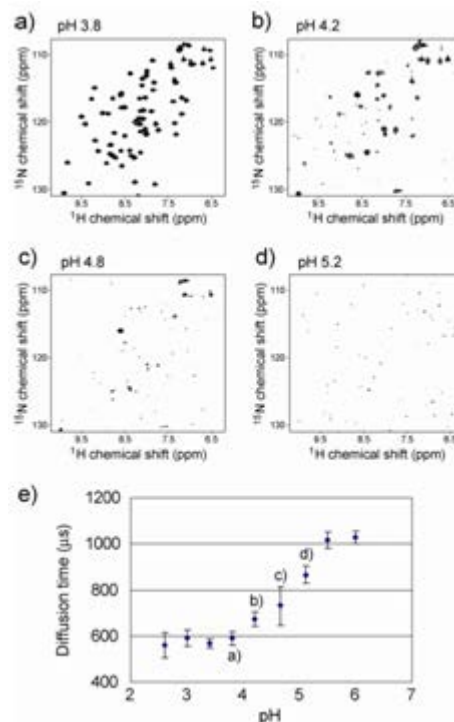 a) pH 3.8
b) pH 4.2
110
120
130
¹⁵N chemical shift (ppm)
9.5 8.5 7.5 6.5
¹H chemical shift (ppm)
110
120
130
¹⁵N chemical shift (ppm)
9.5 8.5 7.5 6.5
¹H chemical shift (ppm)
c) pH 4.8
d) pH 5.2
110
120
130
¹⁵N chemical shift (ppm)
9.5 8.5 7.5 6.5
¹H chemical shift (ppm)
110
120
130
¹⁵N chemical shift (ppm)
9.5 8.5 7.5 6.5
¹H chemical shift (ppm)
e)
Diffusion time (μs)
1200
1000
800
600
400
a)
b)
c)
d)
2 3 4 5 6 7
pH